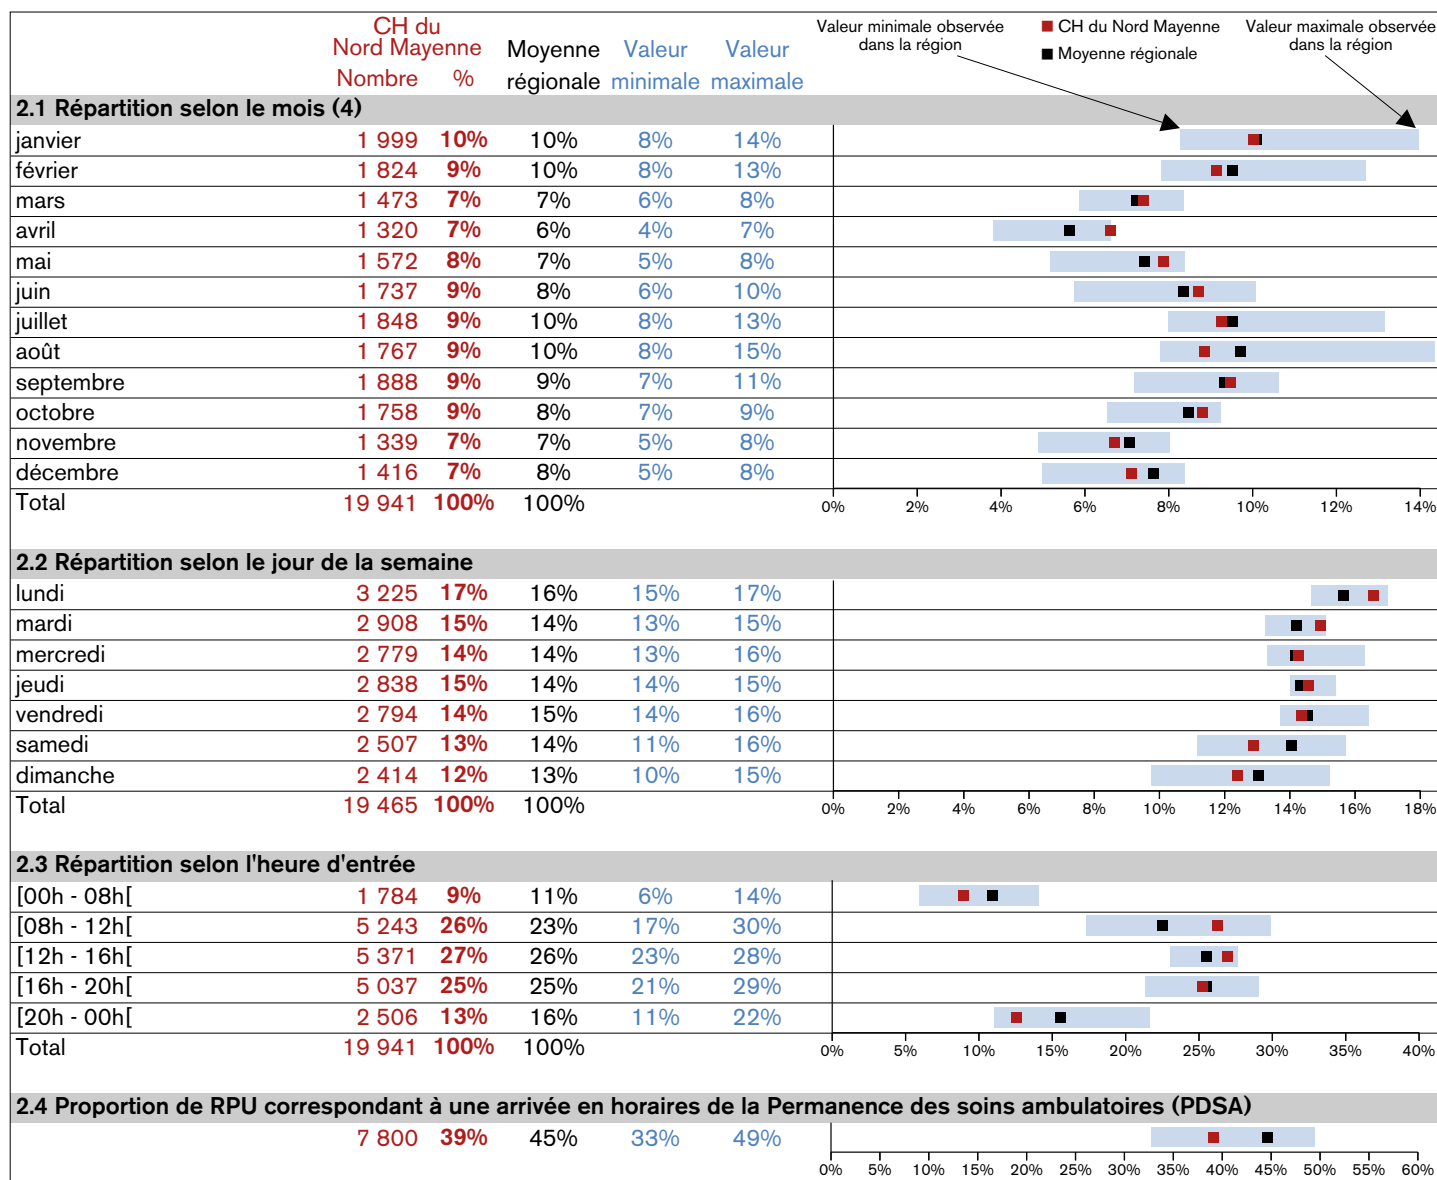 CH du
Nord Mayenne Moyenne Valeur Valeur
Nombre % régionale minimale maximale
Valeur minimale observée
dans la région
CH du Nord Mayenne
Moyenne régionale
Valeur maximale observée
dans la région
2.1 Répartition selon le mois (4)
janvier 1 999 10% 10% 8% 14%
février 1 824 9% 10% 8% 13%
mars 1 473 7% 7% 6% 8%
avril 1 320 7% 6% 4% 7%
mai 1 572 8% 7% 5% 8%
juin 1 737 9% 8% 6% 10%
juillet 1 848 9% 10% 8% 13%
août 1 767 9% 10% 8% 15%
septembre 1 888 9% 9% 7% 11%
octobre 1 758 9% 8% 7% 9%
novembre 1 339 7% 7% 5% 8%
décembre 1 416 7% 8% 5% 8%
Total 19 941 100% 100%
0% 2% 4% 6% 8% 10% 12% 14%
2.2 Répartition selon le jour de la semaine
lundi 3 225 17% 16% 15% 17%
mardi 2 908 15% 14% 13% 15%
mercredi 2 779 14% 14% 13% 16%
jeudi 2 838 15% 14% 14% 15%
vendredi 2 794 14% 15% 14% 16%
samedi 2 507 13% 14% 11% 16%
dimanche 2 414 12% 13% 10% 15%
Total 19 465 100% 100%
0% 2% 4% 6% 8% 10% 12% 14% 16% 18%
2.3 Répartition selon l'heure d'entrée
[00h - 08h[ 1 784 9% 11% 6% 14%
[08h - 12h[ 5 243 26% 23% 17% 30%
[12h - 16h[ 5 371 27% 26% 23% 28%
[16h - 20h[ 5 037 25% 25% 21% 29%
[20h - 00h[ 2 506 13% 16% 11% 22%
Total 19 941 100% 100%
0% 5% 10% 15% 20% 25% 30% 35% 40%
2.4 Proportion de RPU correspondant à une arrivée en horaires de la Permanence des soins ambulatoires (PDSA)
7 800 39% 45% 33% 49%
0% 5% 10% 15% 20% 25% 30% 35% 40% 45% 50% 55% 60%